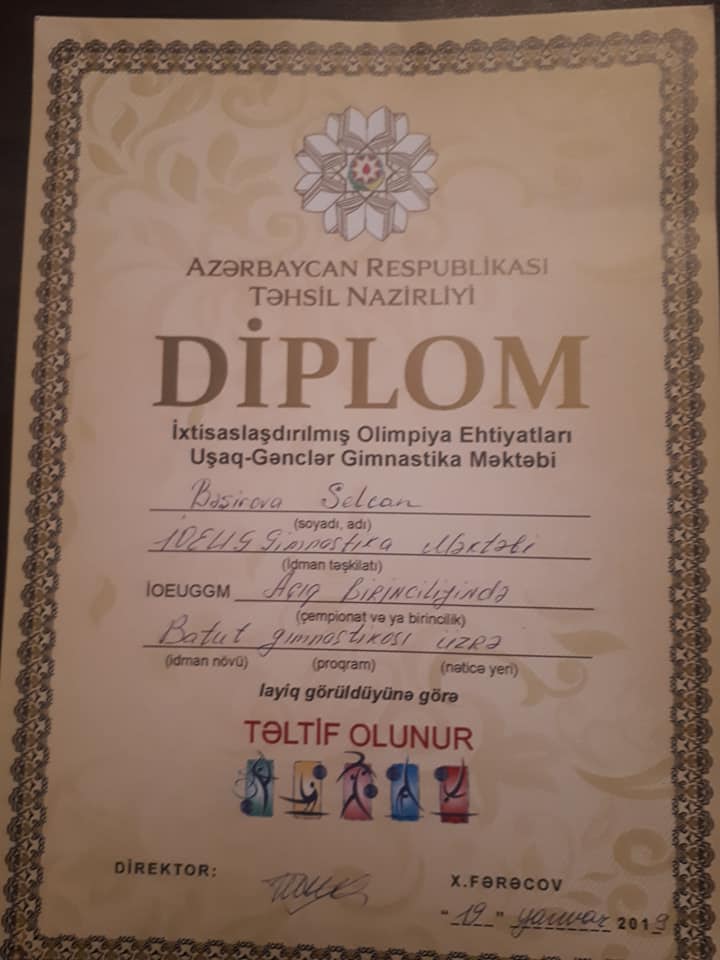 AZƏRBAYCAN RESPUBLİKASI
TƏHSİL NAZİRLİYİ
DİPLOM
İxtisaslaşdırılmış Olimpiya Ehtiyatları
Uşaq-Gənclər Gimnastika Məktəbi
Bəşirova Selcan
(soyadı, adı)
İOEUG Gimnastika Məktəbi
(İdman təşkilatı)
İOEUGGM Açıq Birinciliyində
(çempionat və ya birincilik)
Batut gimnastikası üzrə
(idman növü) (proqram) (nəticə yeri)
layiq görüldüyünə görə
TƏLTİF OLUNUR
DİREKTOR: X.FƏRƏCOV
"19" yanvar 2019